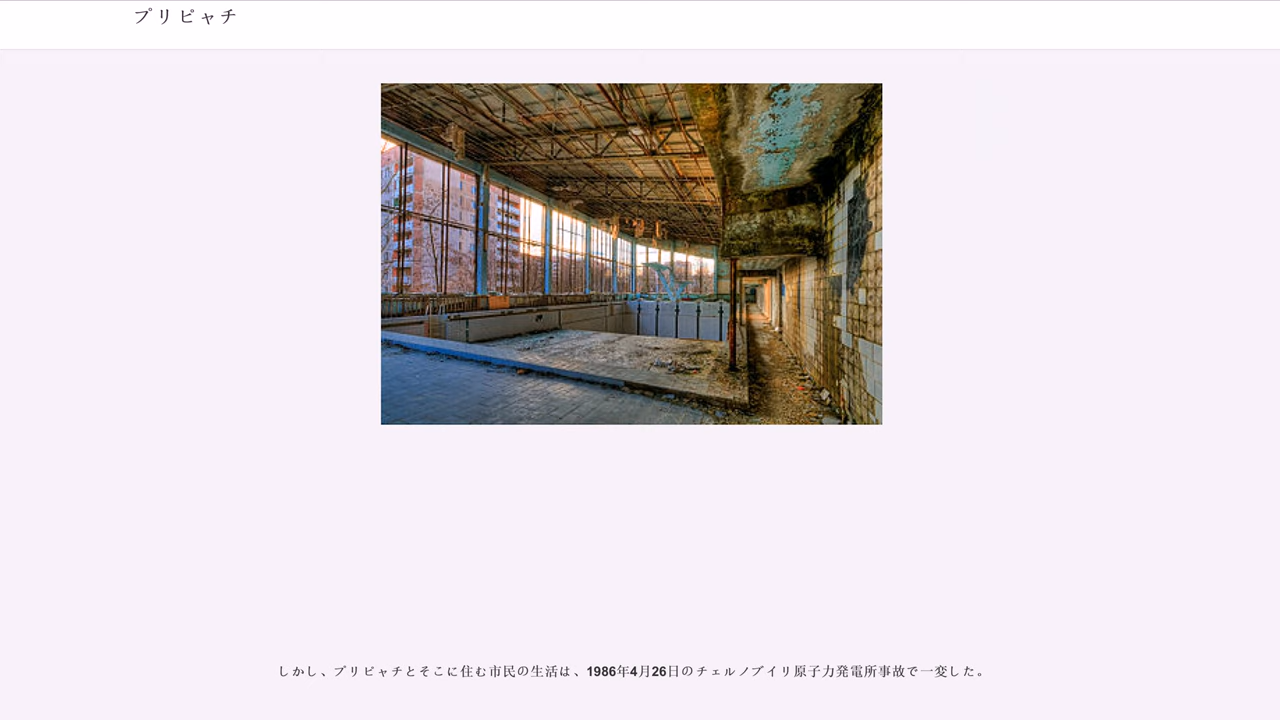 プリピャチ
しかし、プリピャチとそこに住む市民の生活は、1986年4月26日のチェルノブイリ原子力発電所事故で一変した。